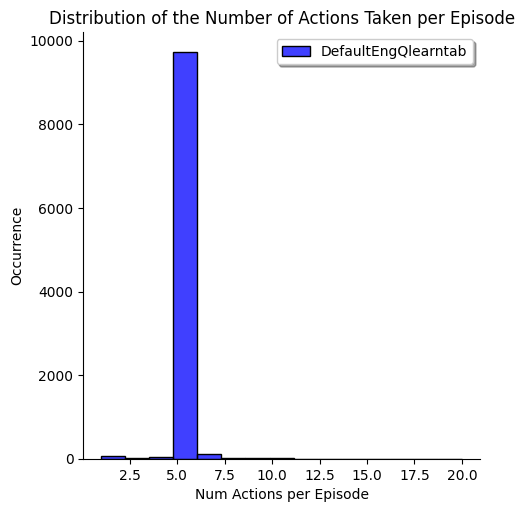 Distribution of the Number of Actions Taken per Episode
DefaultEngQlearntab
10000
8000
6000
4000
2000
0
Occurrence
2.5 5.0 7.5 10.0 12.5 15.0 17.5 20.0
Num Actions per Episode